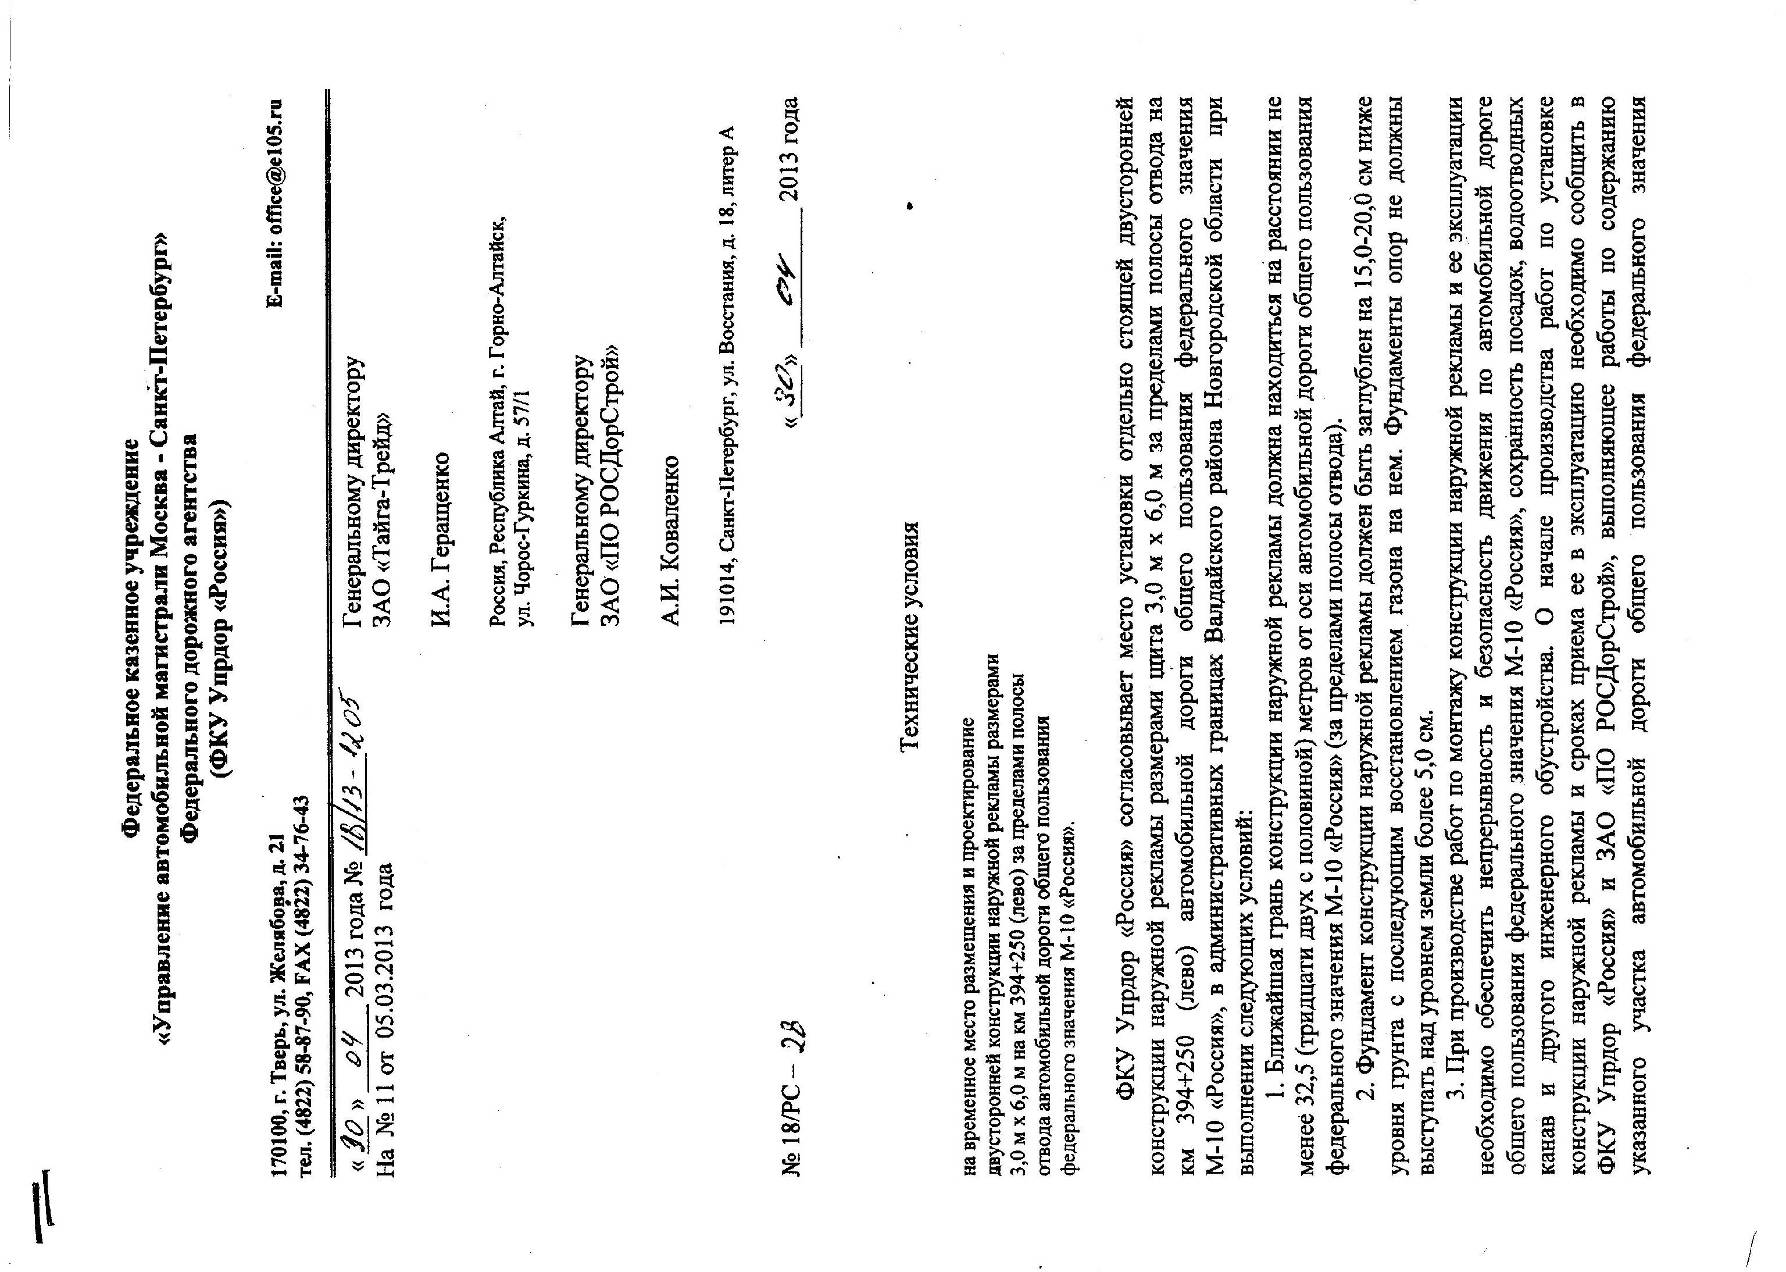 Федеральное казенное учреждение
«Управление автомобильной магистрали Москва - Санкт-Петербург»
Федерального дорожного агентства
(ФКУ Упрдор «Россия»)
170100, г. Тверь, ул. Желябова, д. 21
E-mail: office@e105.ru
тел. (4822) 58-87-90, FAX (4822) 34-76-43
«30» 04 2013 года № 18/13-1205
На № 11 от 05.03.2013 года
Генеральному директору
ЗАО «Тайга-Трейд»
И.А. Геращенко
Россия, Республика Алтай, г. Горно-Алтайск,
ул. Чорос-Гуркина, д. 57/1
Генеральному директору
ЗАО «ПО РОСДорСтрой»
А.И. Коваленко
191014, Санкт-Петербург, ул. Восстания, д. 18, литер А
№ 18/РС – 28 «30» 04 2013 года
Технические условия
на временное место размещения и проектирование
двусторонней конструкции наружной рекламы размерами
3,0 м х 6,0 м на км 394+250 (лево) за пределами полосы
отвода автомобильной дороги общего пользования
федерального значения М-10 «Россия».
ФКУ Упрдор «Россия» согласовывает место установки отдельно стоящей двусторонней
конструкции наружной рекламы размерами щита 3,0 м х 6,0 м за пределами полосы отвода на
км 394+250 (лево) автомобильной дороги общего пользования федерального значения
М-10 «Россия», в административных границах Валдайского района Новгородской области при
выполнении следующих условий:
1. Ближайшая грань конструкции наружной рекламы должна находиться на расстоянии не
менее 32,5 (тридцати двух с половиной) метров от оси автомобильной дороги общего пользования
федерального значения М-10 «Россия» (за пределами полосы отвода).
2. Фундамент конструкции наружной рекламы должен быть заглублен на 15,0-20,0 см ниже
уровня грунта с последующим восстановлением газона на нем. Фундаменты опор не должны
выступать над уровнем земли более 5,0 см.
3. При производстве работ по монтажу конструкции наружной рекламы и ее эксплуатации
необходимо обеспечить непрерывность и безопасность движения по автомобильной дороге
общего пользования федерального значения М-10 «Россия», сохранность посадок, водоотводных
канав и другого инженерного обустройства. О начале производства работ по установке
конструкции наружной рекламы и сроках приема ее в эксплуатацию необходимо сообщить в
ФКУ Упрдор «Россия» и ЗАО «ПО РОСДорСтрой», выполняющее работы по содержанию
указанного участка автомобильной дороги общего пользования федерального значения